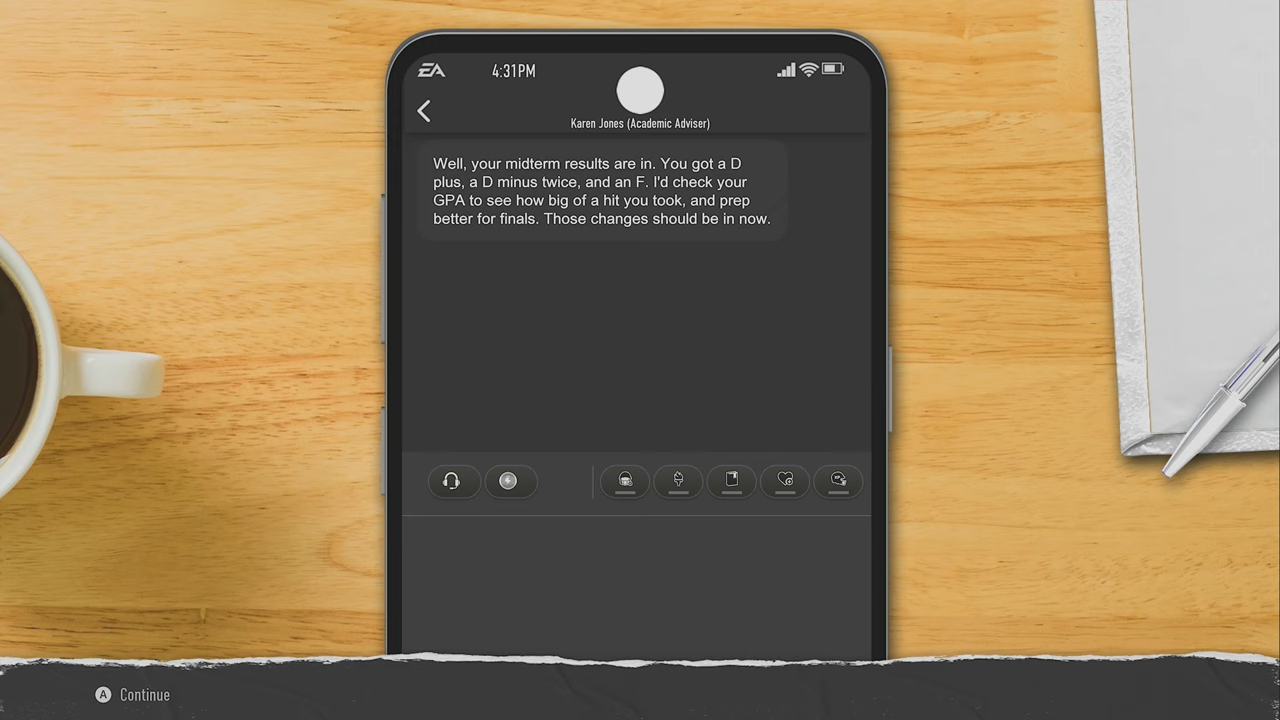 EA
4:31PM
Karen Jones (Academic Adviser)
Well, your midterm results are in. You got a D
plus, a D minus twice, and an F. I'd check your
GPA to see how big of a hit you took, and prep
better for finals. Those changes should be in now.
A Continue